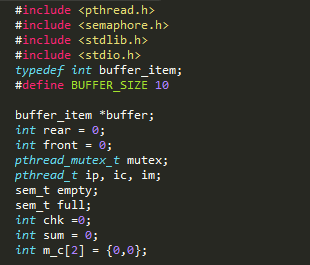 #include <pthread.h>
#include <semaphore.h>
#include <stdlib.h>
#include <stdio.h>
typedef int buffer_item;
#define BUFFER_SIZE 10
buffer_item *buffer;
int rear = 0;
int front = 0;
pthread_mutex_t mutex;
pthread_t ip, ic, im;
sem_t empty;
sem_t full;
int chk =0;
int sum = 0;
int m_c[2] = {0,0};